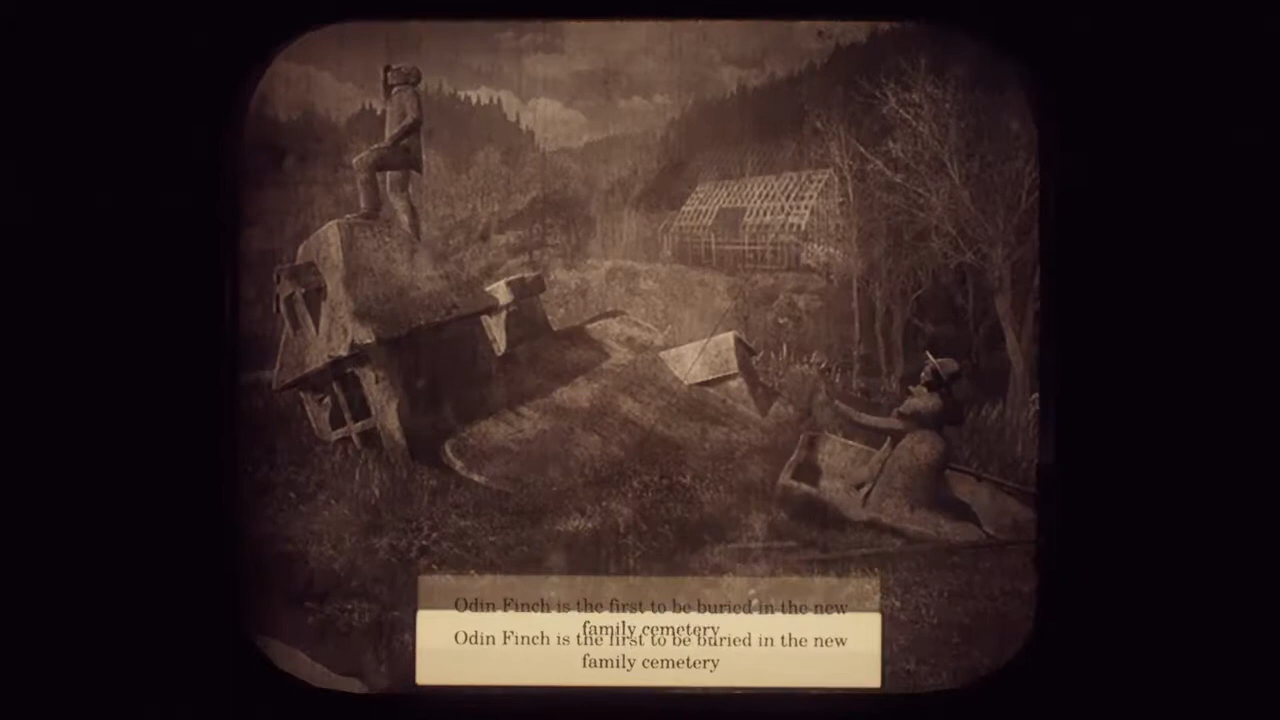 Odin Finch is the first to be buried in the new
family cemetery
Odin Finch is the first to be buried in the new
family cemetery